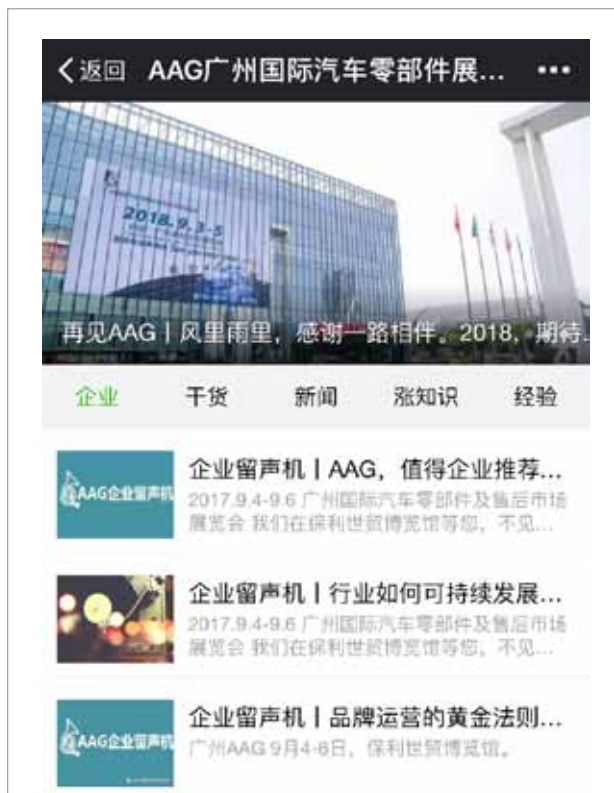 返回 AAG广州国际汽车零部件展... •••
2018.9.3-5
再见AAG丨风里雨里，感谢一路相伴。2018，期待...
企业 干货 新闻 涨知识 经验
AAG企业留声机
企业留声机丨AAG，值得企业推荐...
2017.9.4-9.6 广州国际汽车零部件及售后市场
展览会 我们在保利世贸博览馆等您，不见...
企业留声机丨行业如何可持续发展...
2017.9.4-9.6 广州国际汽车零部件及售后市场
展览会 我们在保利世贸博览馆等您，不见...
AAG企业留声机
企业留声机丨品牌运营的黄金法则...
广州AAG 9月4-6日，保利世贸博览馆。